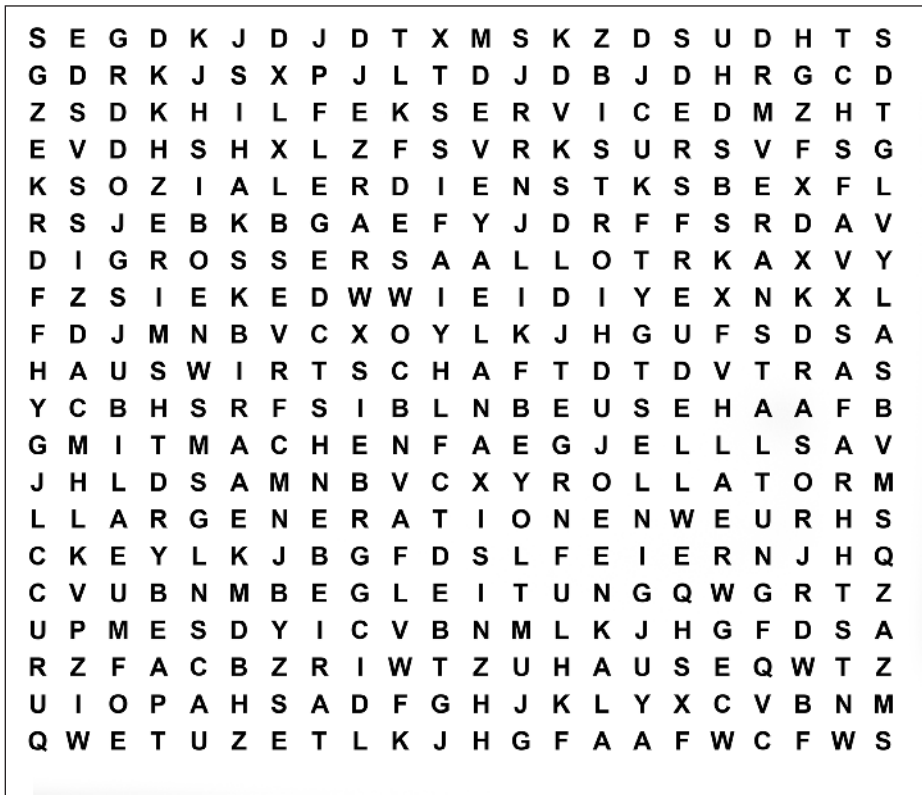 S E G D K J D J D T X M S K Z D S U D H T S
G D R K J S X P J L T D J D B J D H R G C D
Z S D K H I L F E K S E R V I C E D M Z H T
E V D H S H X L Z F S V R K S U R S V F S G
K S O Z I A L E R D I E N S T K S B E X F L
R S J E B K B G A E F Y J D R F F S R D A V
D I G R O S S E R S A A L L O T R K A X V Y
F Z S I E K E D W W I E I D I Y E X N K X L
F D J M N B V C X O Y L K J H G U F S D S A
H A U S W I R T S C H A F T D T D V T R A S
Y C B H S R F S I B L N B E U S E H A A F B
G M I T M A C H E N F A E G J E L L L S A V
J H L D S A M N B V C X Y R O L L A T O R M
L L A R G E N E R A T I O N E N W E U R H S
C K E Y L K J B G F D S L F E I E R N J H Q
C V U B N M B E G L E I T U N G Q W G R T Z
U P M E S D Y I C V B N M L K J H G F D S A
R Z F A C B Z R I W T Z U H A U S E Q W T Z
U I O P A H S A D F G H J K L Y X C V B N M
Q W E T U Z E T L K J H G F A A F W C F W S